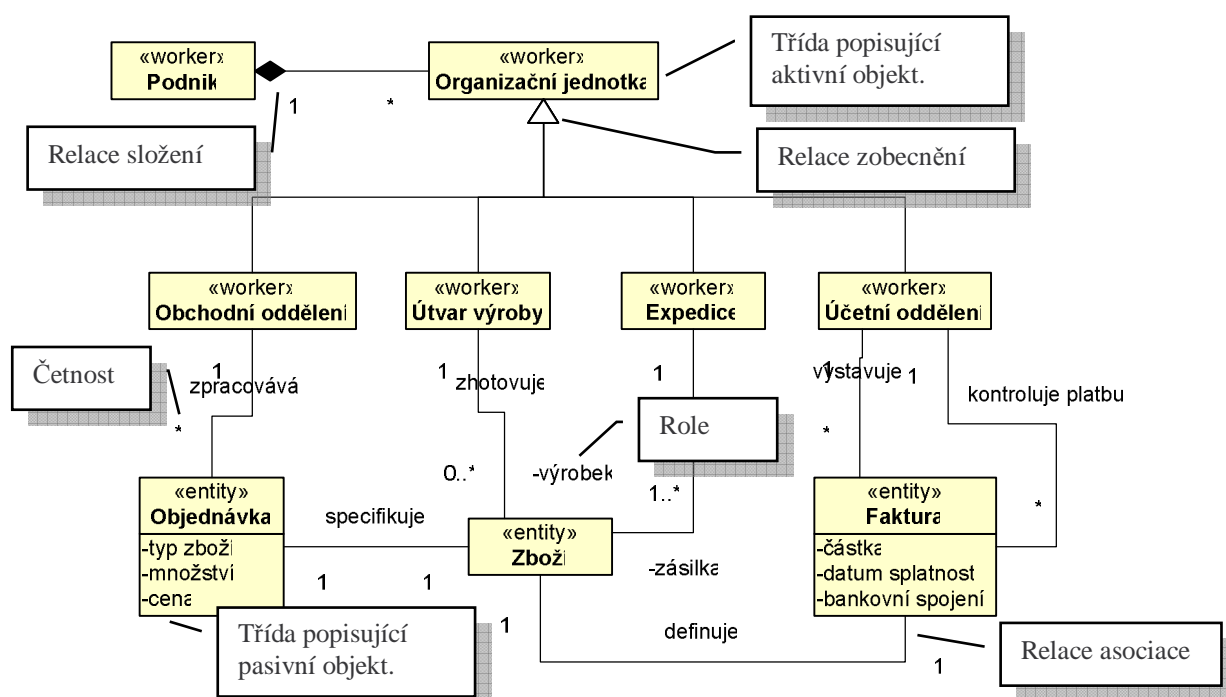 «worker»
Podnik
«worker»
Organizační jednotka
Třída popisující
aktivní objekt.
1
*
Relace složení
Relace zobecnění
«worker»
Obchodní oddělení
«worker»
Útvar výroby
«worker»
Expedice
«worker»
Účetní oddělení
Četnost
1
zpracovává
1
zhotovuje
1
1
vystavuje
1
kontroluje platbu
*
Role
*
0..*
-výrobek
1..*
«entity»
Objednávka
-typ zboží
-množství
-cena
specifikuje
«entity»
Zboží
-zásilka
«entity»
Faktura
-částka
-datum splatnost
-bankovní spojení
*
1
1
1
definuje
1
Třída popisující
pasivní objekt.
Relace asociace